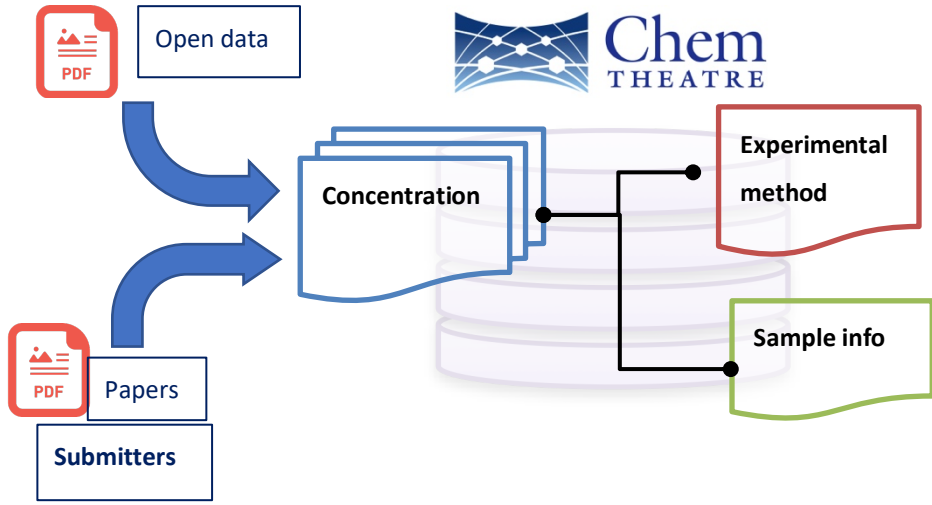 PDF
Open data
Chem
THEATRE
Concentration
Experimental
method
Sample info
PDF
Papers
Submitters